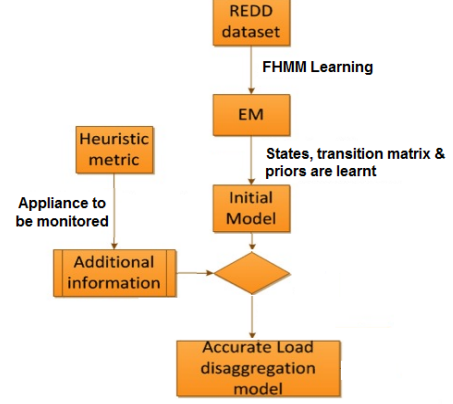 REDD
dataset
FHMM Learning
EM
Heuristic
metric
States, transition matrix &
priors are learnt
Appliance to
be monitored
Initial
Model
Additional
information
Accurate Load
disaggregation
model